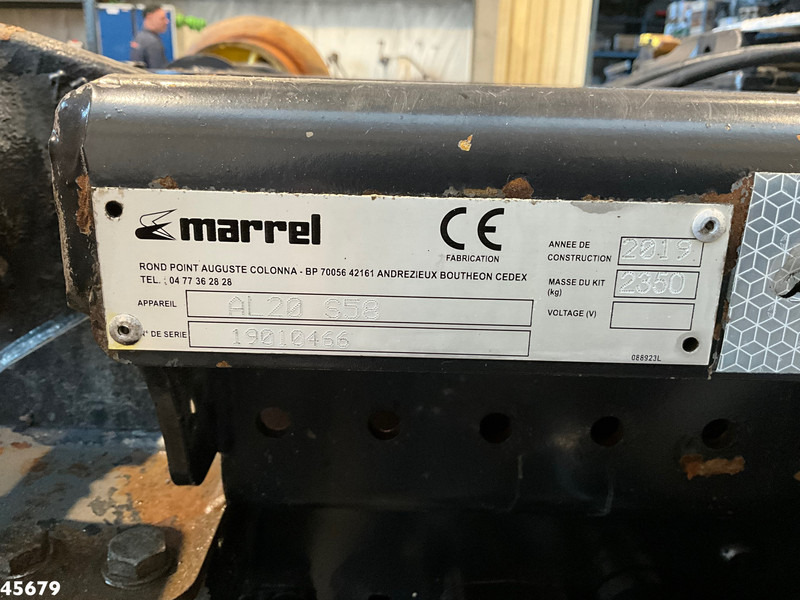 marrel
CE
FABRICATION
ROND POINT AUGUSTE COLONNA - BP 70056 42161 ANDREZIEUX BOUTHEON CEDEX
TEL. : 04 77 36 28 28
APPAREIL AL20 S58
N° DE SERIE 19010466
ANNEE DE
CONSTRUCTION 2019
MASSE DU KIT
(kg) 2350
VOLTAGE (V)
088923L
45679